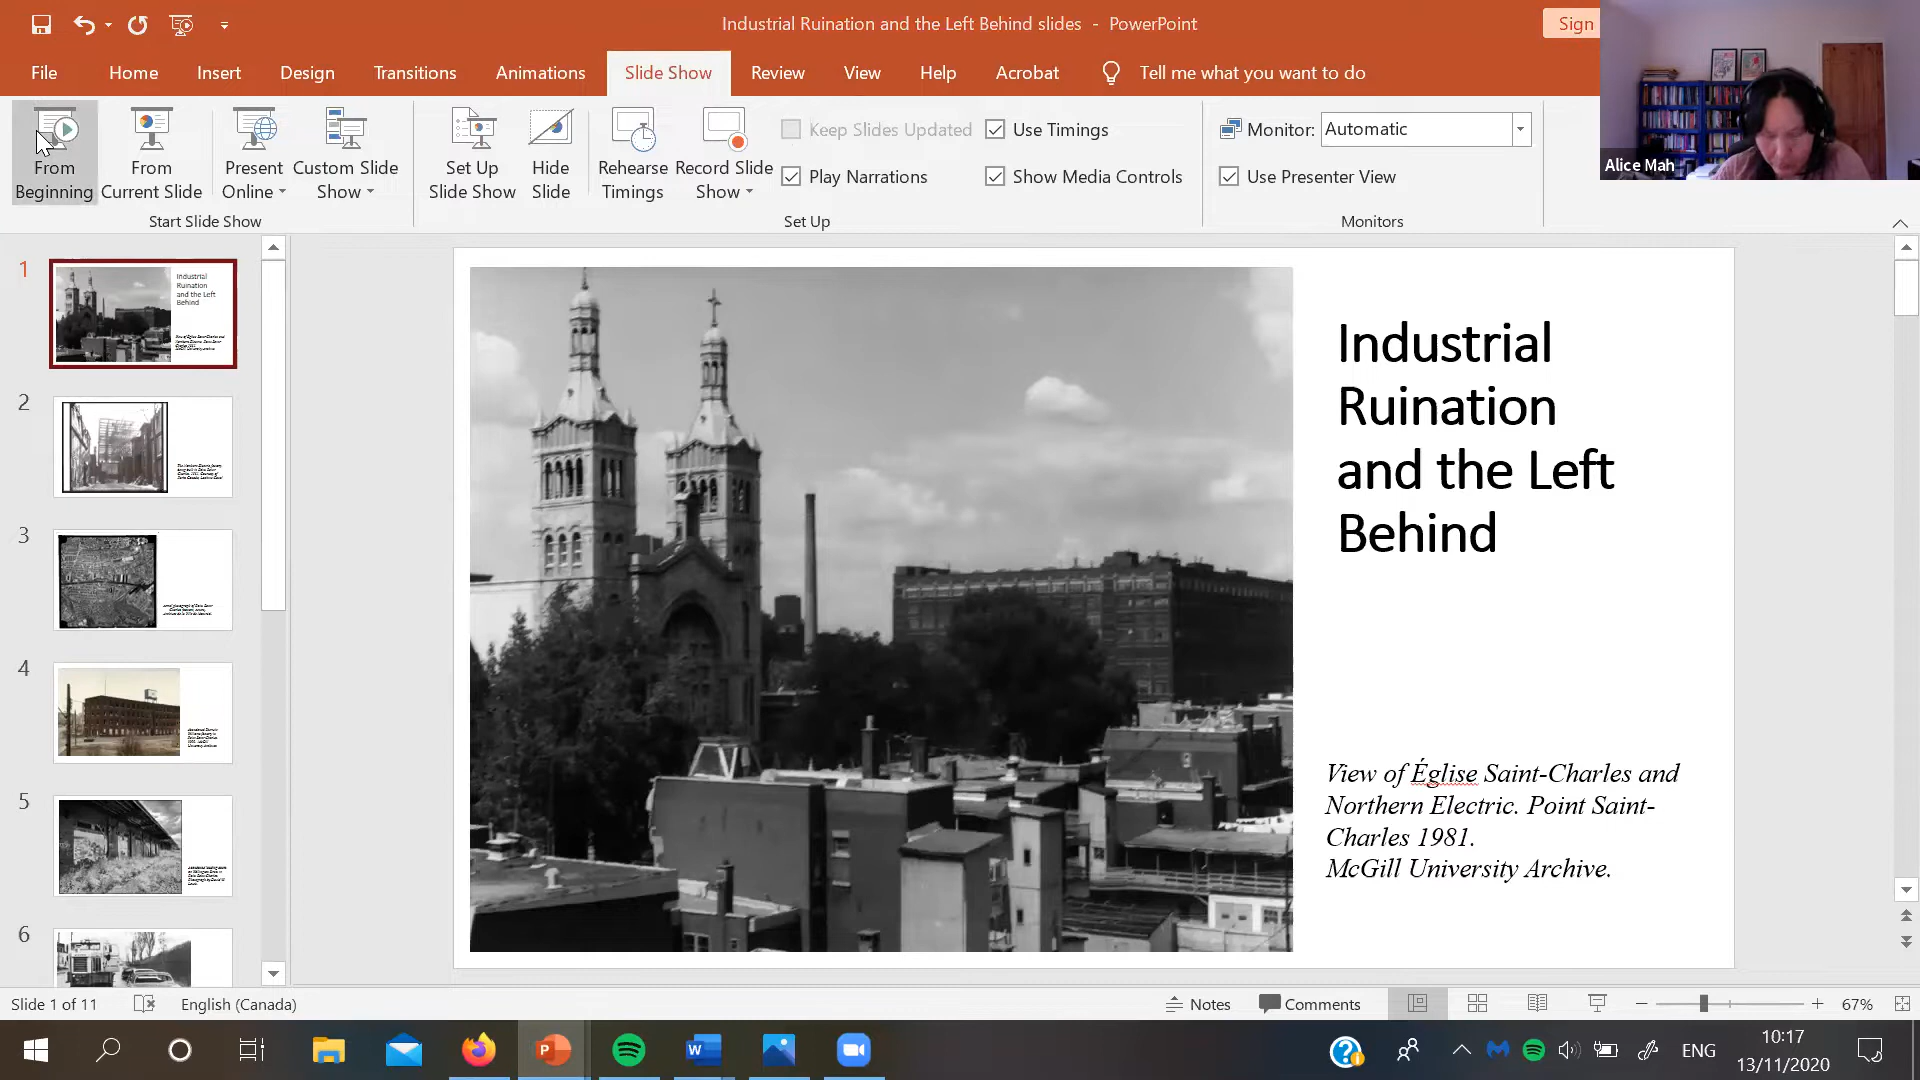 Industrial Ruination and the Left Behind slides - PowerPoint
Sign
File Home Insert Design Transitions Animations Slide Show Review View Help Acrobat Tell me what you want to do
From Beginning
From Current Slide
Present Online
Custom Slide Show
Start Slide Show
Set Up Slide Show
Hide Slide
Rehearse Timings
Record Slide Show
Keep Slides Updated
Play Narrations
Use Timings
Show Media Controls
Set Up
Monitor: Automatic
Use Presenter View
Monitors
Alice Mah
1
Industrial
Ruination
and the Left
Behind
2
3
4
5
6
Industrial
Ruination
and the Left
Behind
View of Église Saint-Charles and
Northern Electric. Point Saint-
Charles 1981.
McGill University Archive.
Slide 1 of 11 English (Canada) Notes Comments 67%
ENG
10:17
13/11/2020